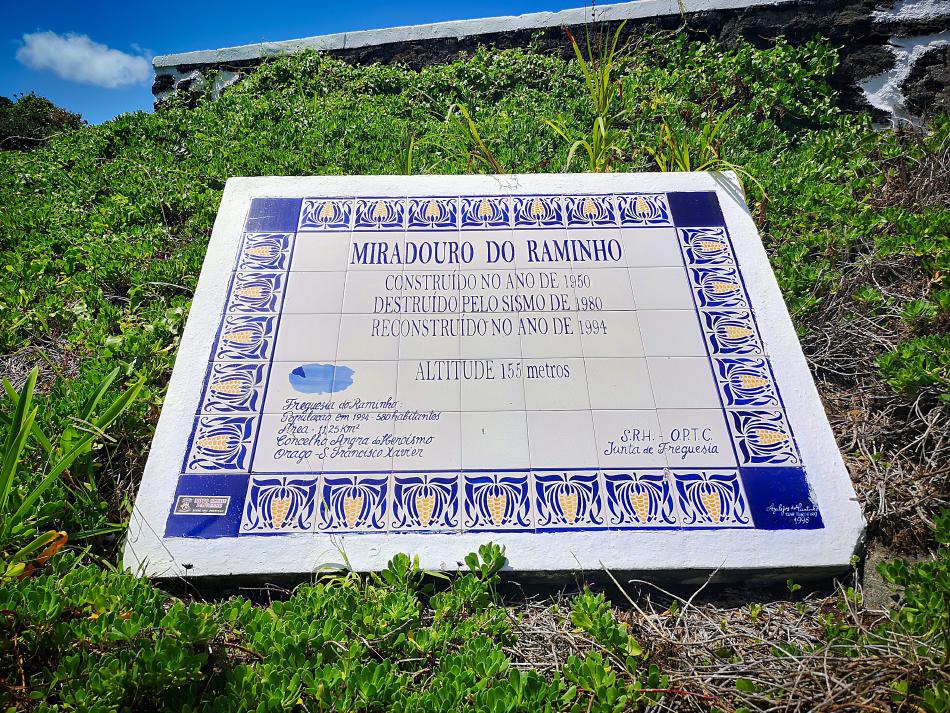 MIRADOURO DO RAMINHO
CONSTRUÍDO NO ANO DE 1950
DESTRUÍDO PELO SISMO DE 1980
RECONSTRUÍDO NO ANO DE 1994
ALTITUDE 155 metros
Freguesia do Raminho:
População em 1994 - 580 habitantes
Área - 11,25 Km²
Concelho Angra do Heroísmo
Orago - S. Francisco Xavier
S.R.H. - O.P.T.C.
Junta de Freguesia
1996